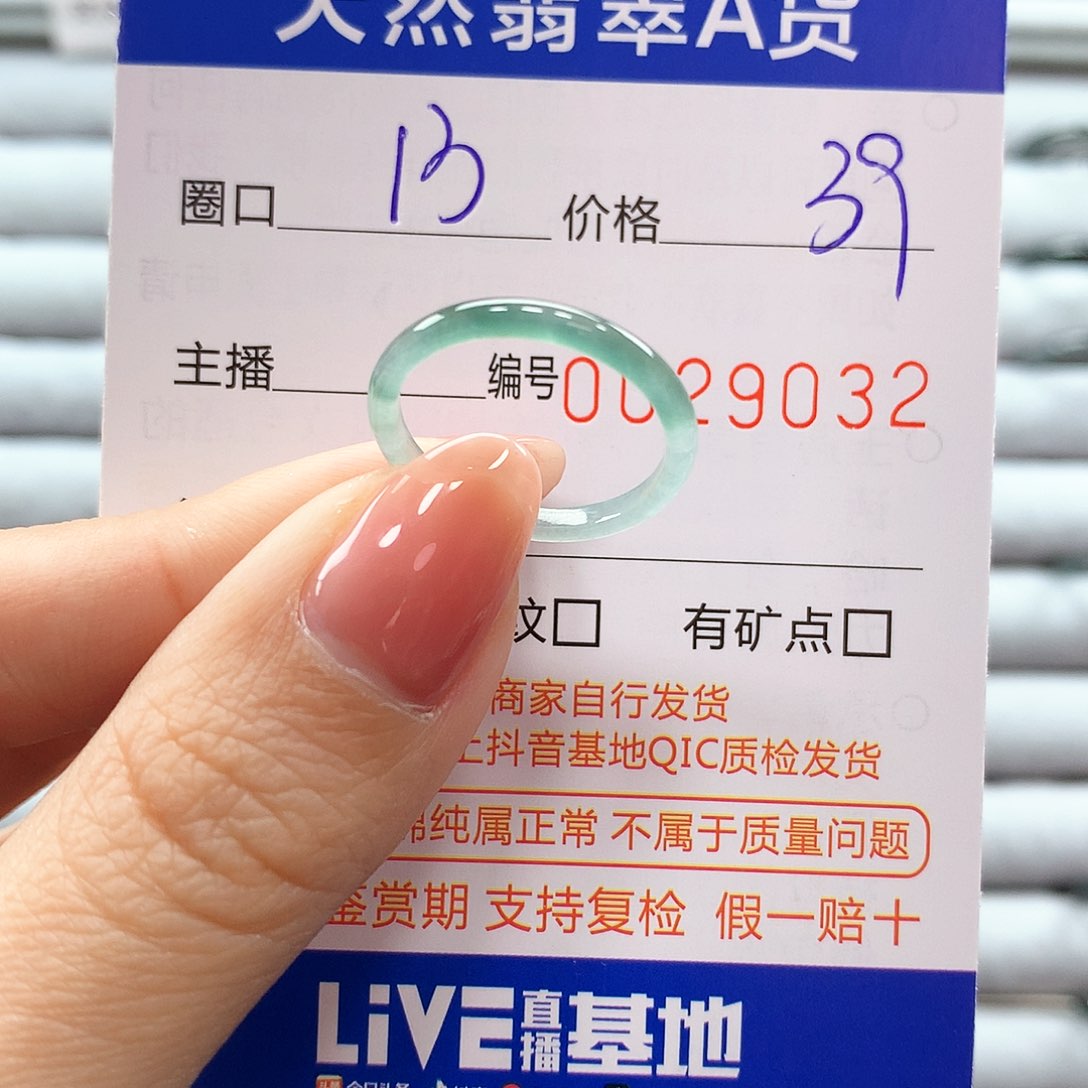 天然翡翠A货
圈口 13 价格 39
主播 编号 0029032
纹□ 有矿点□
商家自行发货
上抖音基地QIC质检发货
棉纯属正常 不属于质量问题
鉴赏期 支持复检 假一赔十
LiVE直播基地